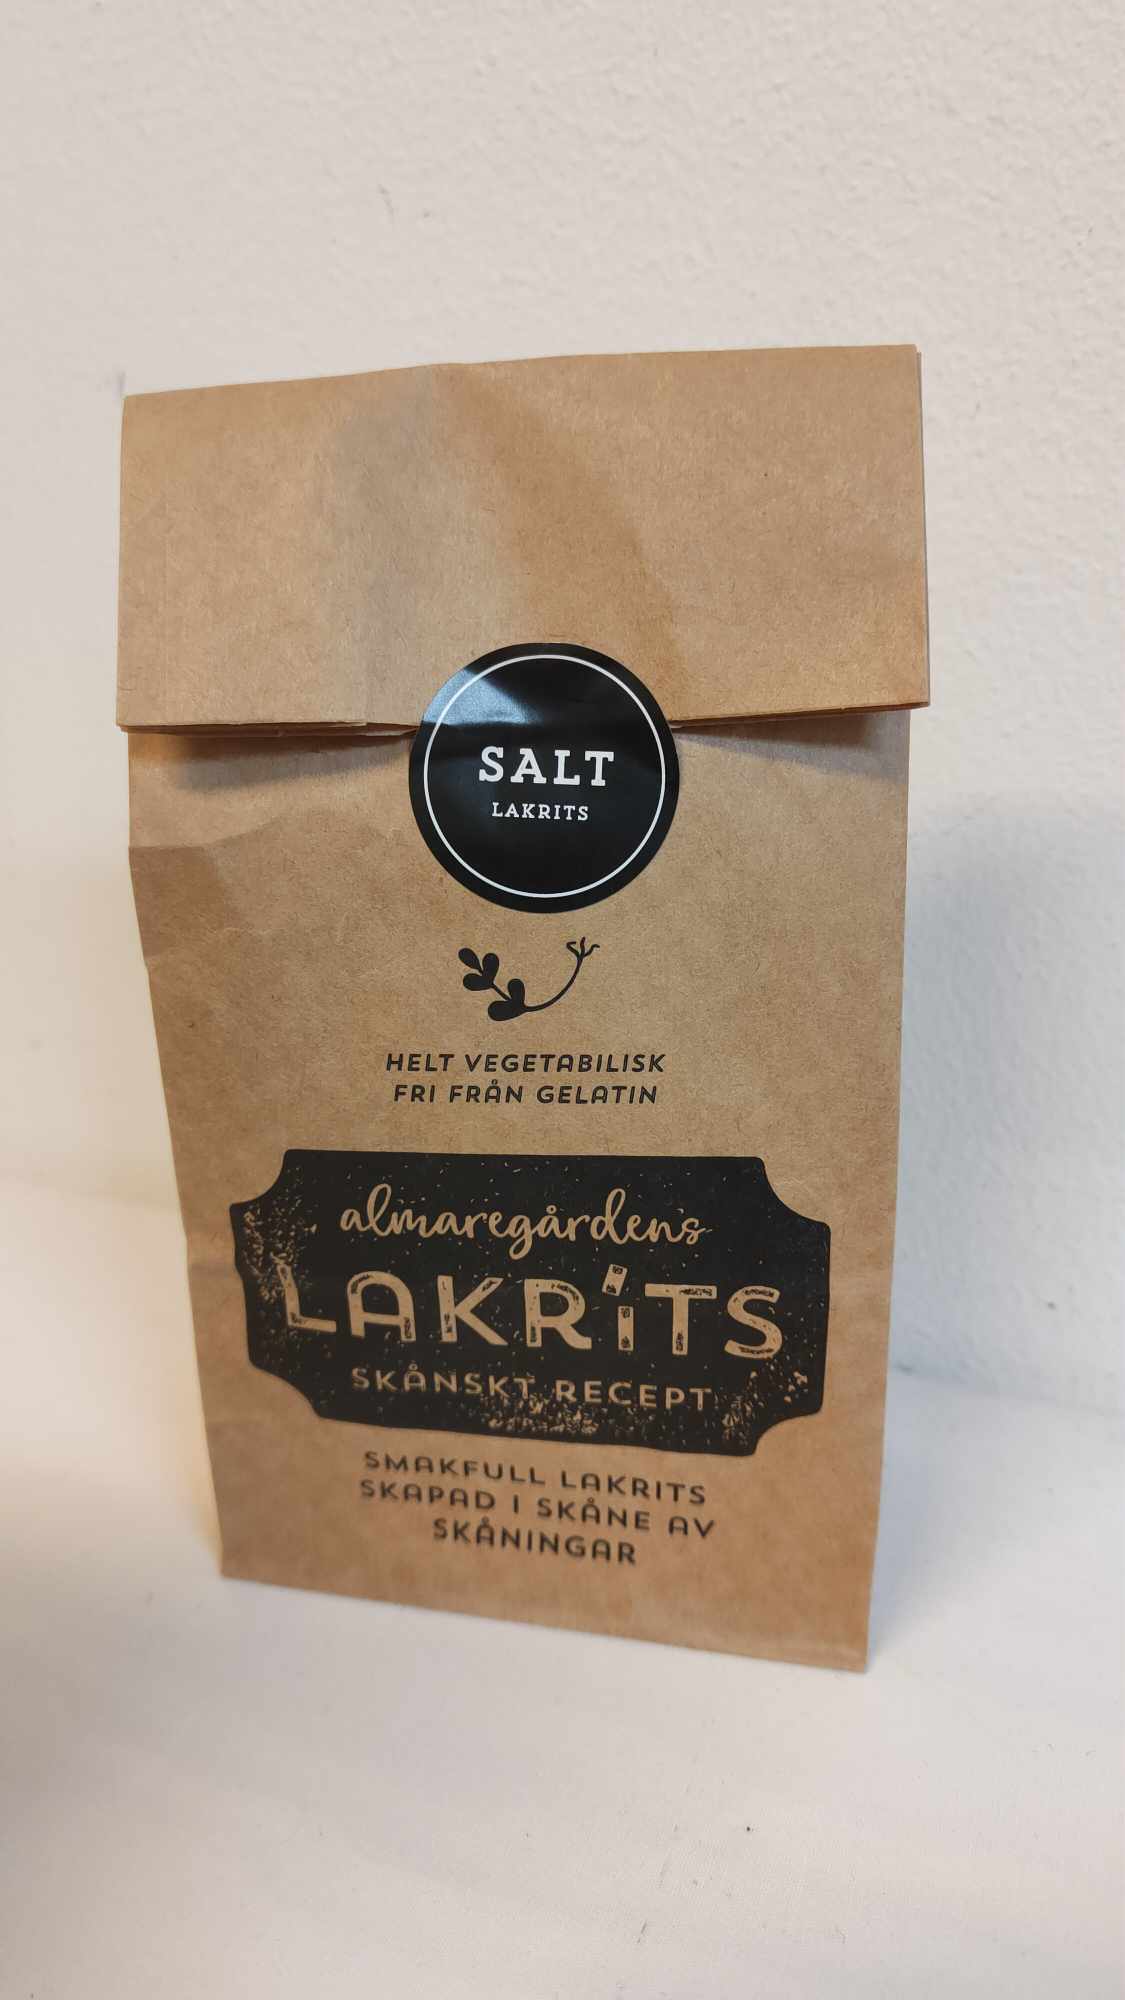 SALT
LAKRITS
HELT VEGETABILISK
FRI FRÅN GELATIN
almaregårdens
LAKRiTS
SKÅNSKT RECEPT
SMAKFULL LAKRITS
SKAPAD I SKÅNE AV
SKÅNINGAR